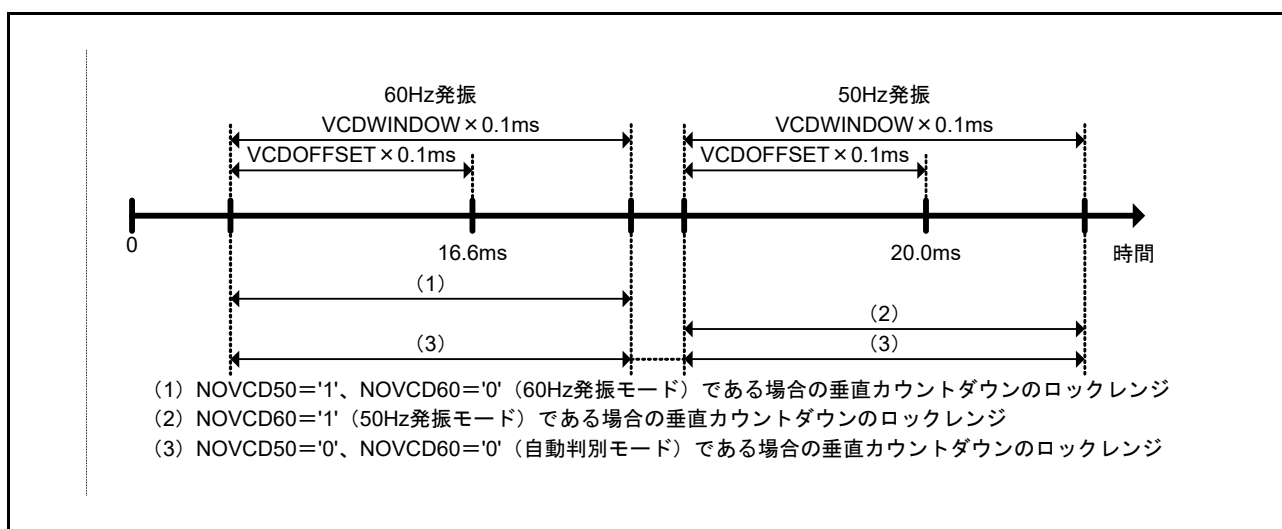 60Hz発振
50Hz発振
VCDWINDOW×0.1ms
VCDWINDOW×0.1ms
VCDOFFSET×0.1ms
VCDOFFSET×0.1ms
0
16.6ms
20.0ms
時間
（1）
（2）
（3）
（3）
（1）NOVCD50＝'1'、NOVCD60＝'0'（60Hz発振モード）である場合の垂直カウントダウンのロックレンジ
（2）NOVCD60＝'1'（50Hz発振モード）である場合の垂直カウントダウンのロックレンジ
（3）NOVCD50＝'0'、NOVCD60＝'0'（自動判別モード）である場合の垂直カウントダウンのロックレンジ